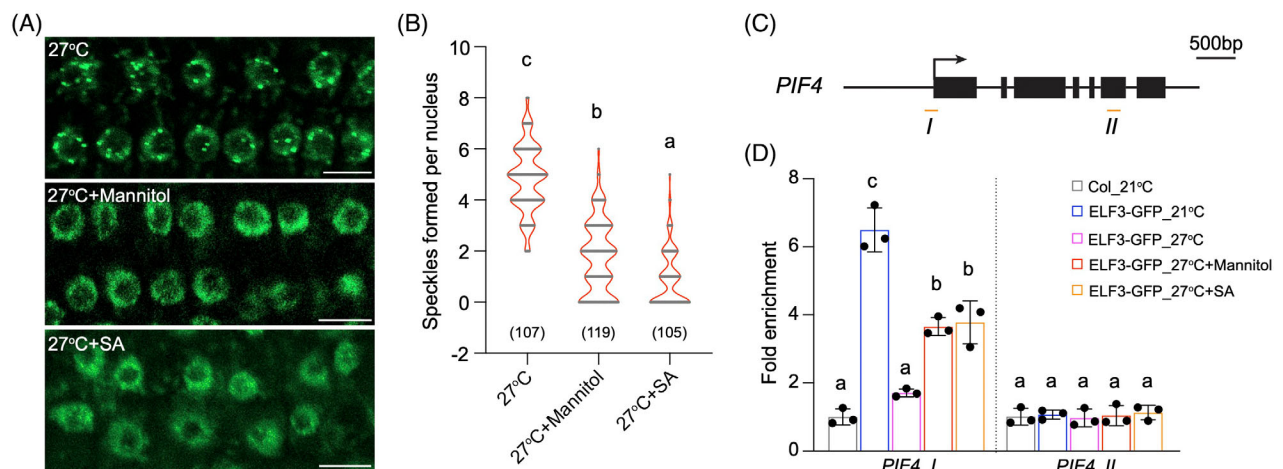 (A)
27°C
27°C+Mannitol
27°C+SA
(B)
Speckles formed per nucleus
10
8
6
4
2
0
-2
c
b
a
(107)
(119)
(105)
27°C
27°C+Mannitol
27°C+SA
(C)
500bp
PIF4
I
II
(D)
Fold enrichment
8
6
4
2
0
a
c
a
b
b
a
a
a
a
a
Col_21°C
ELF3-GFP_21°C
ELF3-GFP_27°C
ELF3-GFP_27°C+Mannitol
ELF3-GFP_27°C+SA
PIF4_I
PIF4_II